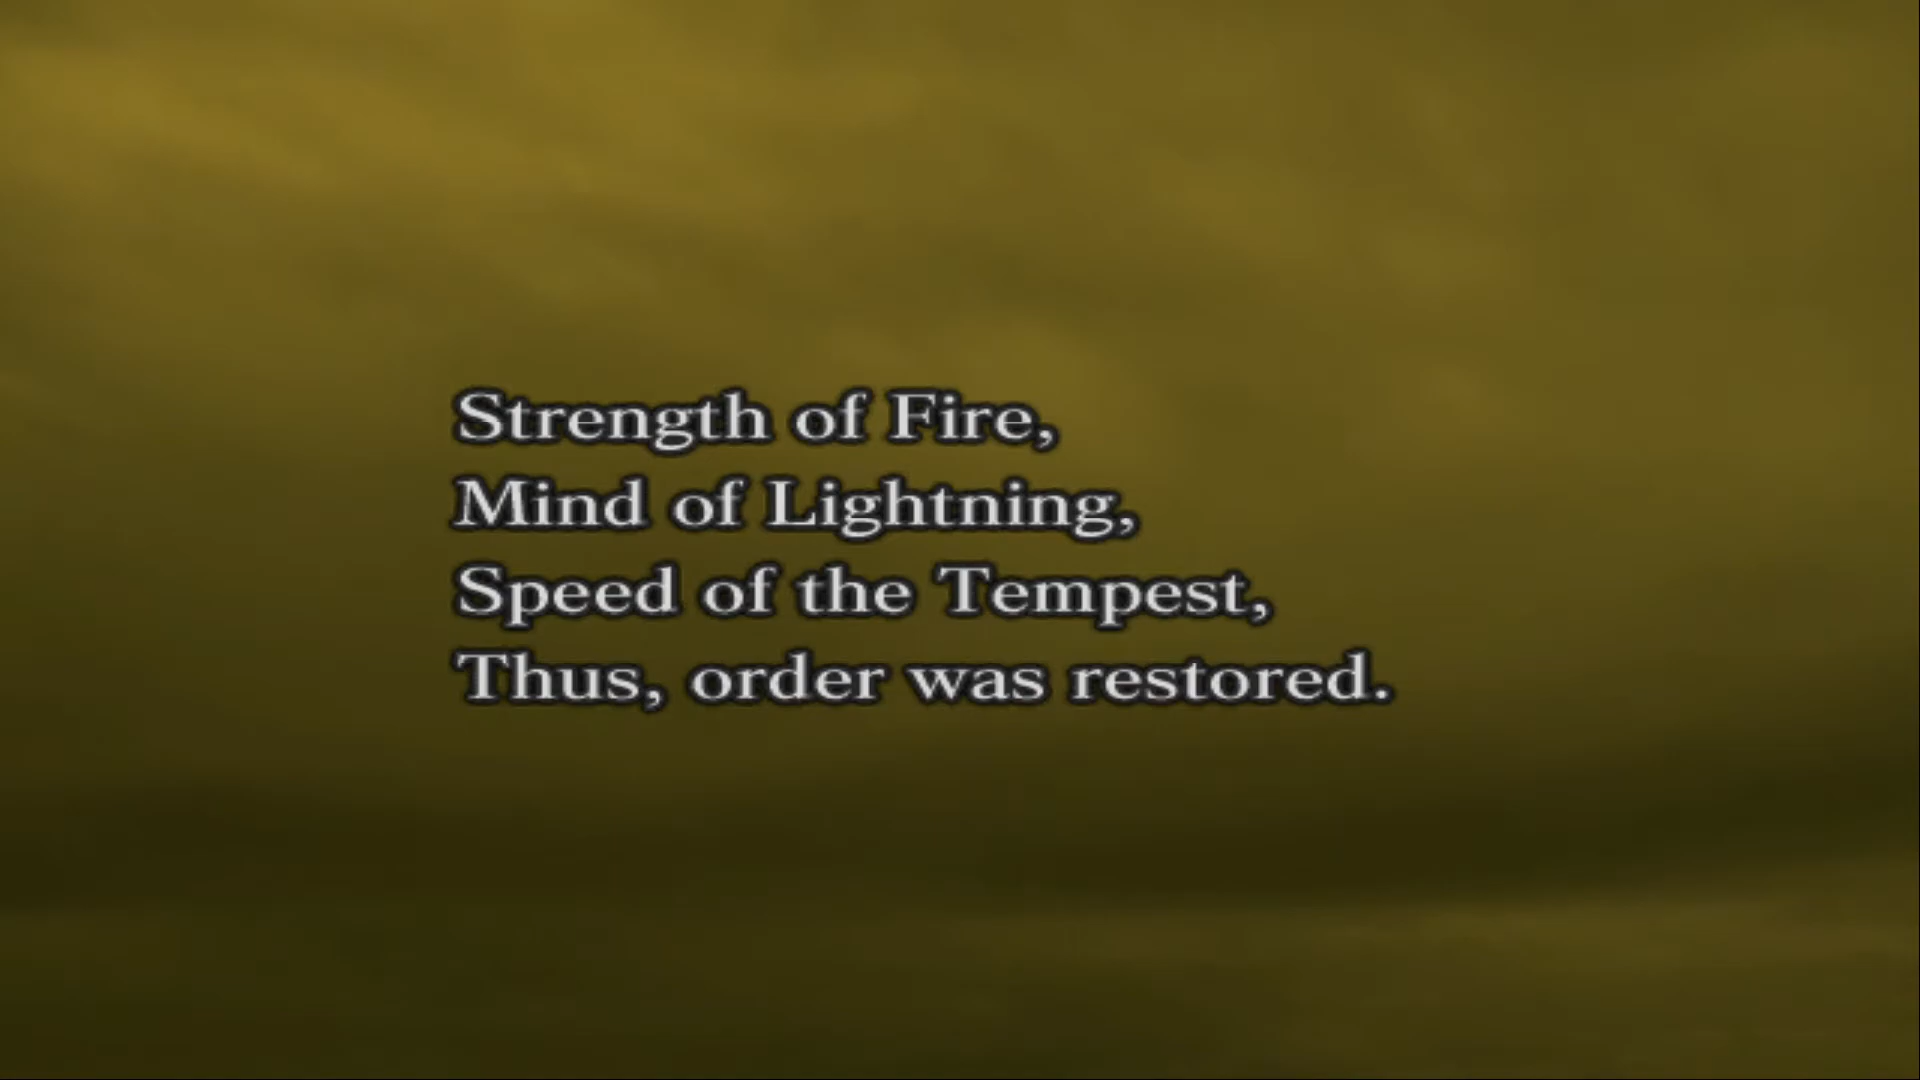 Strength of Fire,
Mind of Lightning,
Speed of the Tempest,
Thus, order was restored.